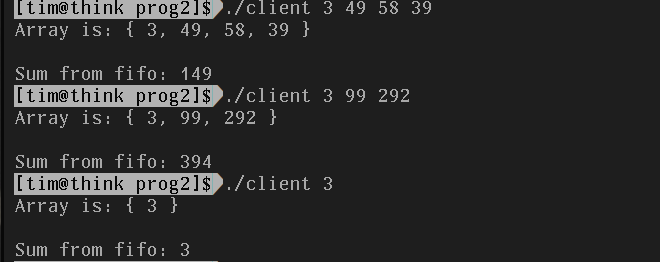 [tim@think prog2]$ ./client 3 49 58 39
Array is: { 3, 49, 58, 39 }
Sum from fifo: 149
[tim@think prog2]$ ./client 3 99 292
Array is: { 3, 99, 292 }
Sum from fifo: 394
[tim@think prog2]$ ./client 3
Array is: { 3 }
Sum from fifo: 3